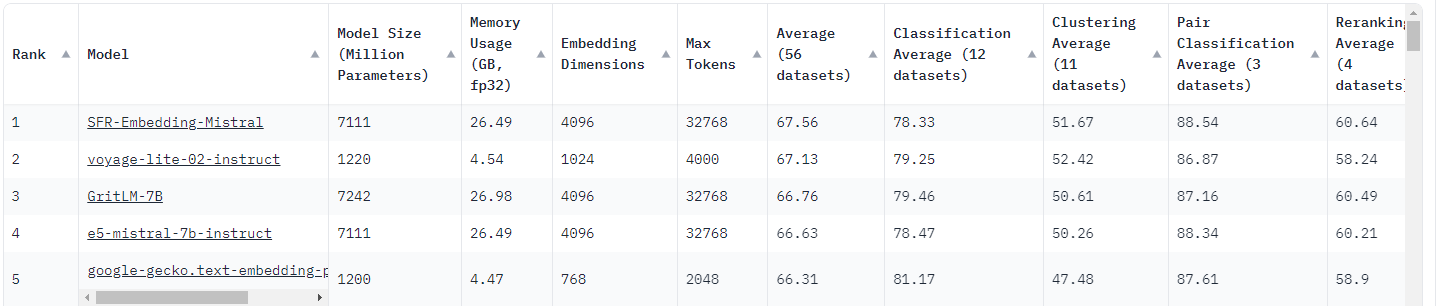 Rank Model Model Size (Million Parameters) Memory Usage (GB, fp32) Embedding Dimensions Max Tokens Average (56 datasets) Classification Average (12 datasets) Clustering Average (11 datasets) Pair Classification Average (3 datasets) Reranking Average (4 datasets)
1 SFR-Embedding-Mistral 7111 26.49 4096 32768 67.56 78.33 51.67 88.54 60.64
2 voyage-lite-02-instruct 1220 4.54 1024 4000 67.13 79.25 52.42 86.87 58.24
3 GritLM-7B 7242 26.98 4096 32768 66.76 79.46 50.61 87.16 60.49
4 e5-mistral-7b-instruct 7111 26.49 4096 32768 66.63 78.47 50.26 88.34 60.21
5 google-gecko.text-embedding-p 1200 4.47 768 2048 66.31 81.17 47.48 87.61 58.9